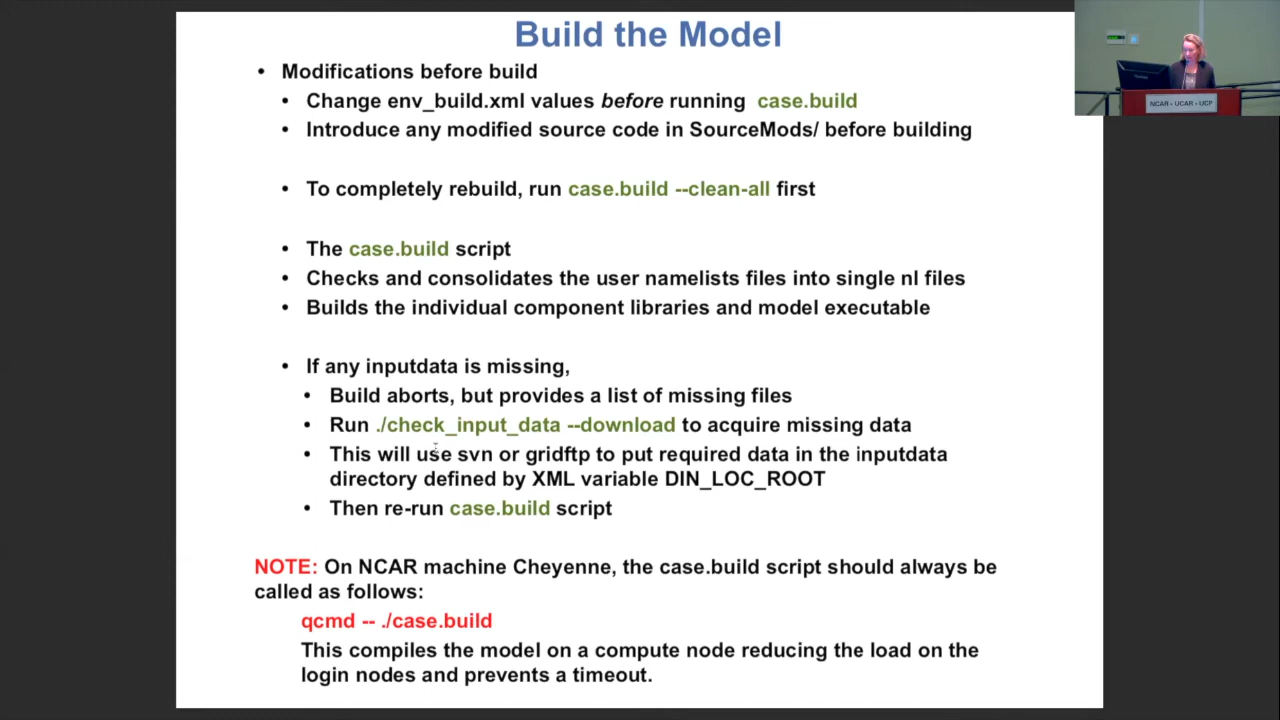 Build the Model
• Modifications before build
• Change env_build.xml values before running case.build
• Introduce any modified source code in SourceMods/ before building
• To completely rebuild, run case.build --clean-all first
• The case.build script
• Checks and consolidates the user namelists files into single nl files
• Builds the individual component libraries and model executable
• If any inputdata is missing,
• Build aborts, but provides a list of missing files
• Run ./check_input_data --download to acquire missing data
• This will use svn or gridftp to put required data in the inputdata
directory defined by XML variable DIN_LOC_ROOT
• Then re-run case.build script
NOTE: On NCAR machine Cheyenne, the case.build script should always be
called as follows:
qcmd -- ./case.build
This compiles the model on a compute node reducing the load on the
login nodes and prevents a timeout.
NCAR • UCAR • UCP